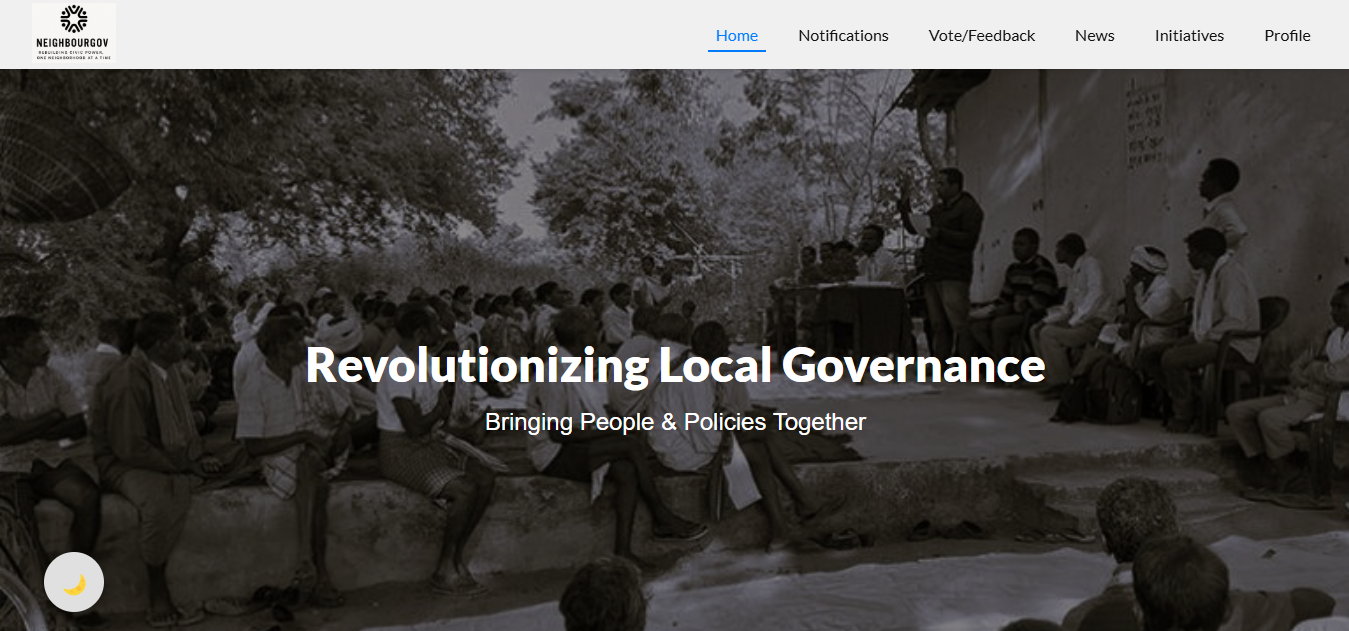 NEIGHBOURGOV
REBUILDING CIVIC POWER,
ONE NEIGHBORHOOD AT A TIME
Home
Notifications
Vote/Feedback
News
Initiatives
Profile
Revolutionizing Local Governance
Bringing People & Policies Together